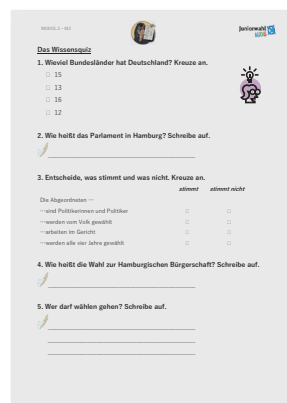 Juniorwahl
KIDS
Das Wissensquiz
1. Wieviel Bundesländer hat Deutschland? Kreuze an.
15
13
16
12
2. Wie heißt das Parlament in Hamburg? Schreibe auf.
3. Entscheide, was stimmt und was nicht. Kreuze an.
stimmt stimmt nicht
Die Abgeordneten …
…sind Politikerinnen und Politiker
…werden vom Volk gewählt
…arbeiten im Gericht
…werden alle vier Jahre gewählt
4. Wie heißt die Wahl zur Hamburgischen Bürgerschaft? Schreibe auf.
5. Wer darf wählen gehen? Schreibe auf.